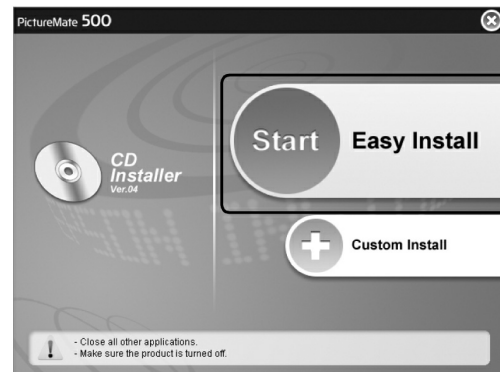 PictureMate 500
Start
Easy Install
CD
Installer
Ver.04
Custom Install
- Close all other applications.
- Make sure the product is turned off.